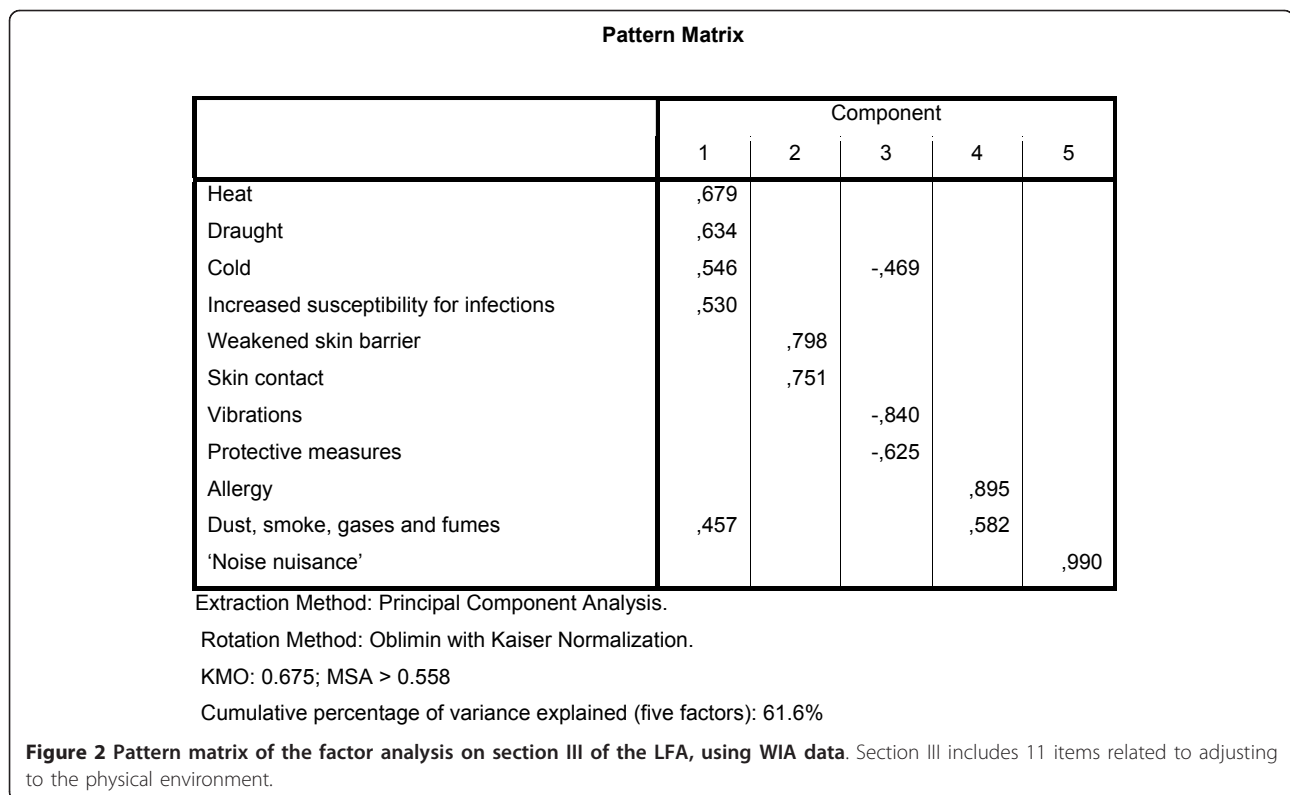 Pattern Matrix
Component
1 2 3 4 5
Heat ,679
Draught ,634
Cold ,546 -,469
Increased susceptibility for infections ,530
Weakened skin barrier ,798
Skin contact ,751
Vibrations -,840
Protective measures -,625
Allergy ,895
Dust, smoke, gases and fumes ,457 ,582
‘Noise nuisance’ ,990
Extraction Method: Principal Component Analysis.
Rotation Method: Oblimin with Kaiser Normalization.
KMO: 0.675; MSA > 0.558
Cumulative percentage of variance explained (five factors): 61.6%
Figure 2 Pattern matrix of the factor analysis on section III of the LFA, using WIA data. Section III includes 11 items related to adjusting
to the physical environment.